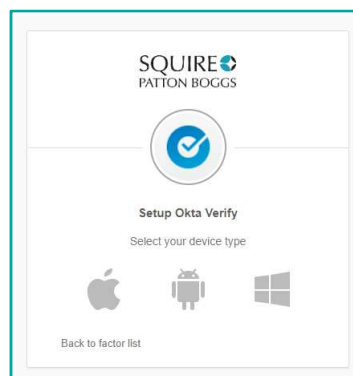 SQUIRE
PATTON BOGGS
Setup Okta Verify
Select your device type
Back to factor list